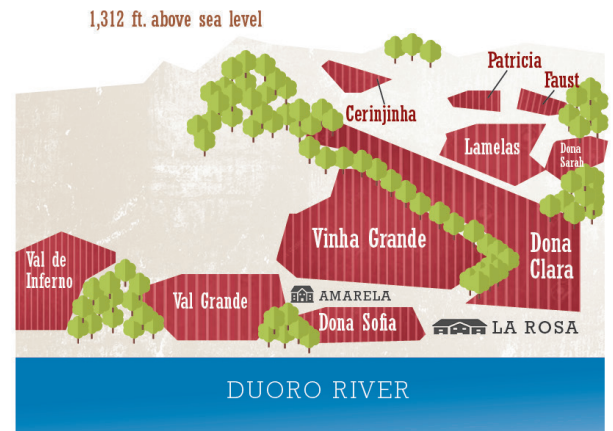 1,312 ft. above sea level
Patricia
Faust
Cerinjinha
Lamelas
Dona
Sarah
Vinha Grande
Dona
Clara
Val de
Inferno
Val Grande
AMARELA
Dona Sofia
LA ROSA
DUORO RIVER